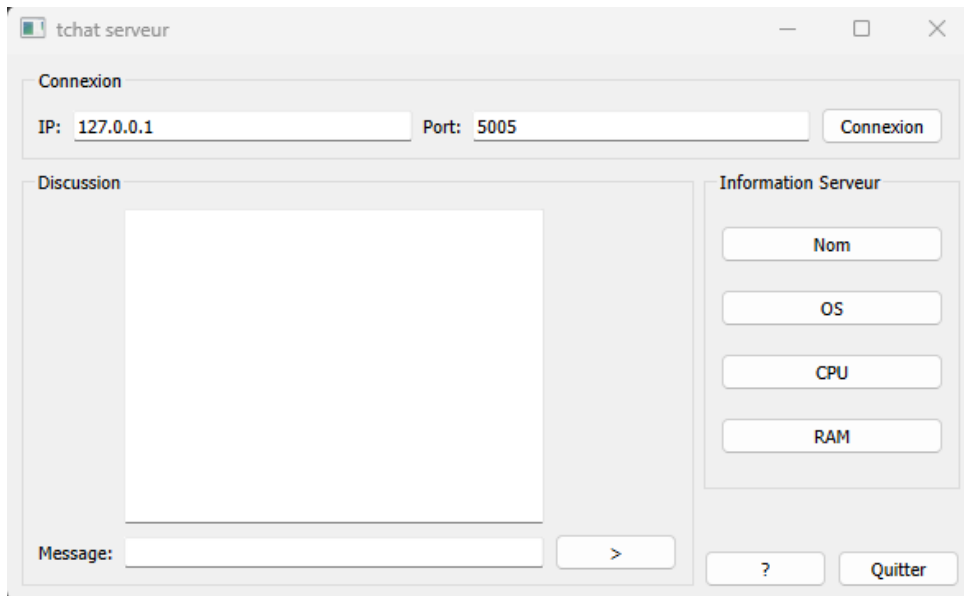 tchat serveur
Connexion
IP: 127.0.0.1 Port: 5005 Connexion
Discussion
Information Serveur
Nom
OS
CPU
RAM
Message: >
? Quitter